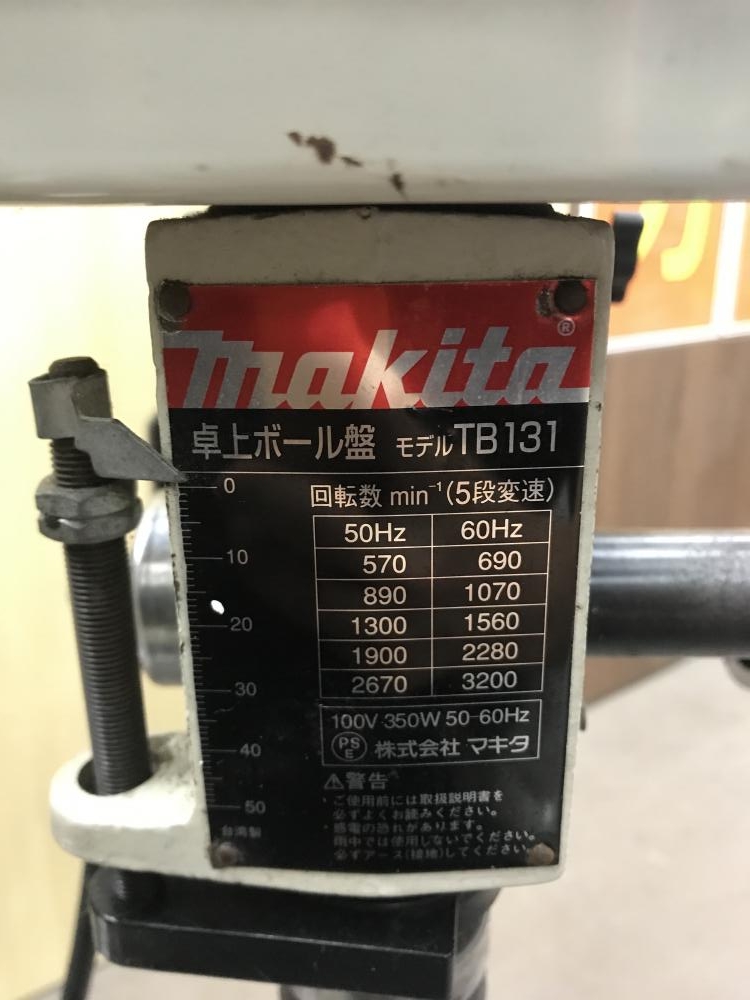 makita®
卓上ボール盤 モデルTB131
0
10
20
30
40
50
回転数 min⁻¹(5段変速)
50Hz 60Hz
570 690
890 1070
1300 1560
1900 2280
2670 3200
100V 350W 50-60Hz
PSE 株式会社 マキタ
⚠警告
・ご使用前には取扱説明書を
必ずよくお読みください。
・感電の恐れがあります。
雨中では使用しないでください。
必ずアース(接地)してください。
台湾製